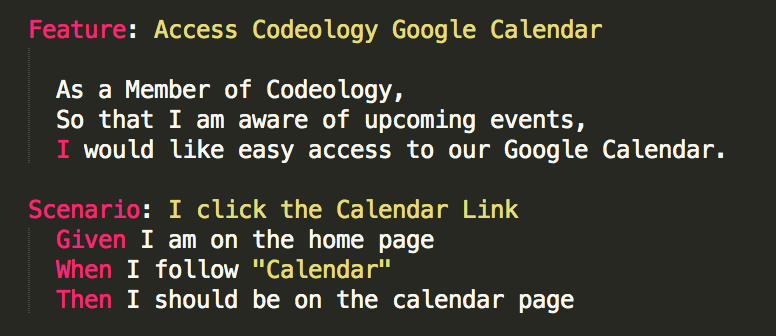 Feature: Access Codeology Google Calendar
As a Member of Codeology,
So that I am aware of upcoming events,
I would like easy access to our Google Calendar.
Scenario: I click the Calendar Link
Given I am on the home page
When I follow "Calendar"
Then I should be on the calendar page